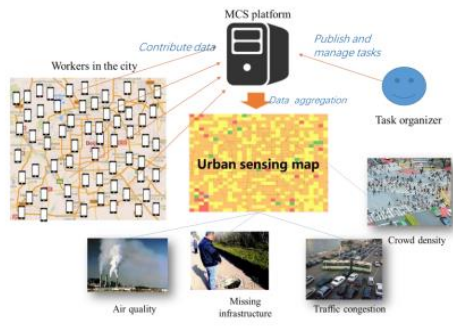 MCS platform
Contribute data
Publish and
manage tasks
Workers in the city
Data aggregation
Task organizer
Urban sensing map
Crowd density
Air quality
Missing
infrastructure
Traffic congestion